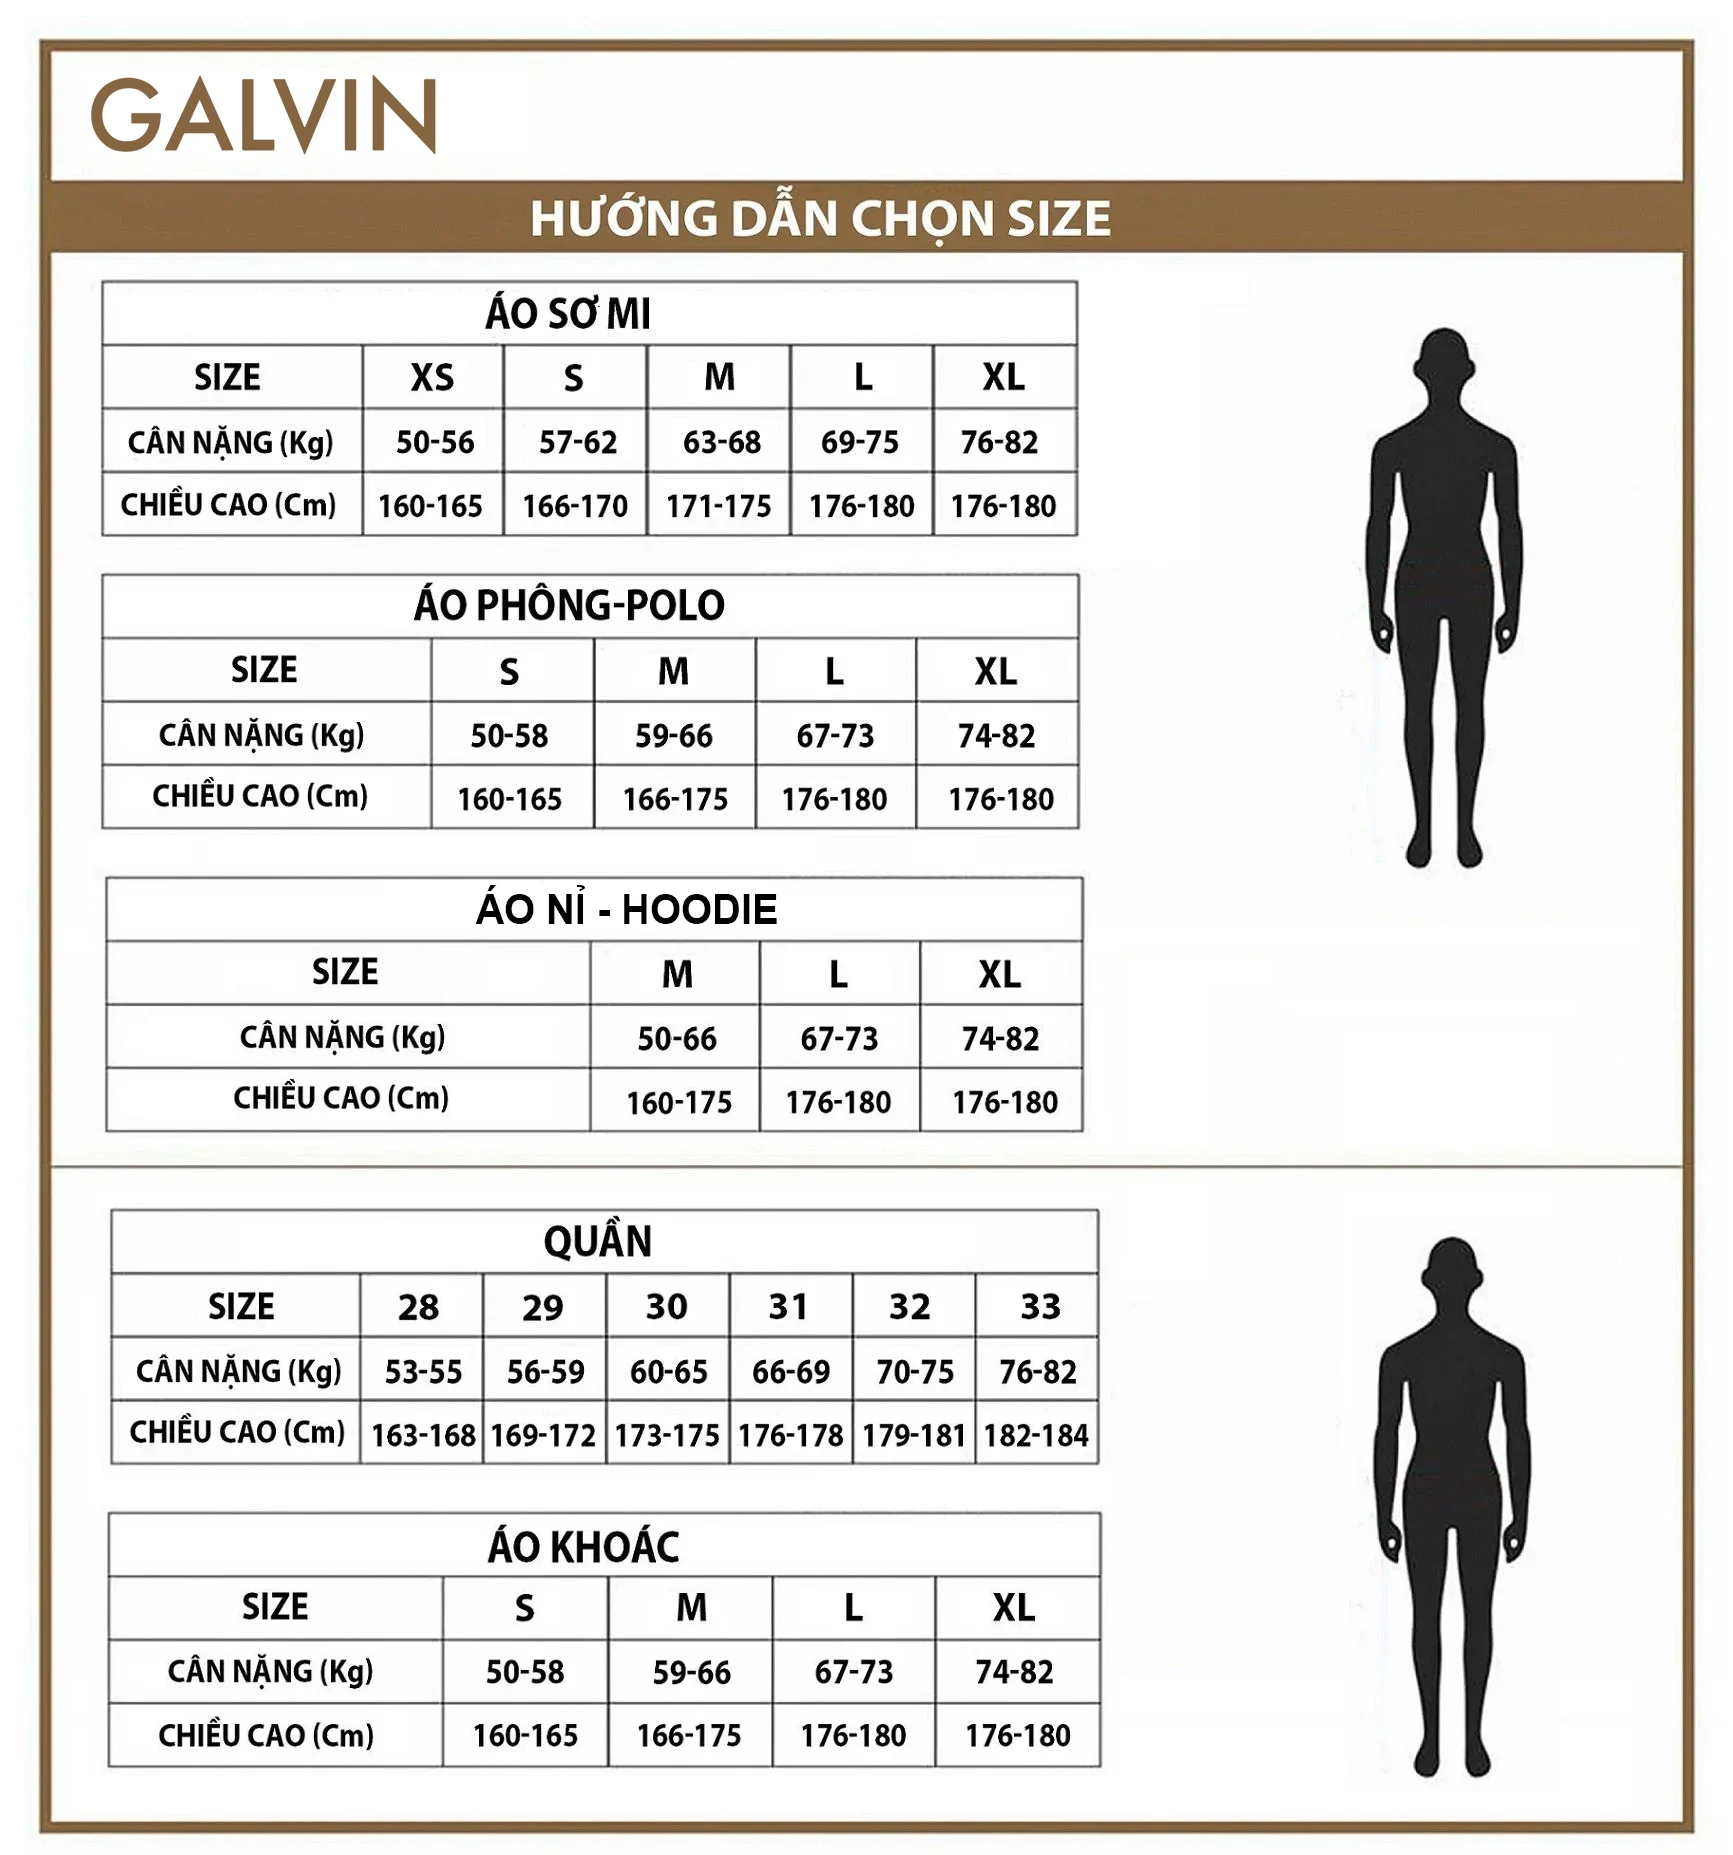 GALVIN
HƯỚNG DẪN CHỌN SIZE
ÁO SƠ MI
SIZE XS S M L XL
CÂN NẶNG (Kg) 50-56 57-62 63-68 69-75 76-82
CHIỀU CAO (Cm) 160-165 166-170 171-175 176-180 176-180
ÁO PHÔNG-POLO
SIZE S M L XL
CÂN NẶNG (Kg) 50-58 59-66 67-73 74-82
CHIỀU CAO (Cm) 160-165 166-175 176-180 176-180
ÁO NỈ - HOODIE
SIZE M L XL
CÂN NẶNG (Kg) 50-66 67-73 74-82
CHIỀU CAO (Cm) 160-175 176-180 176-180
QUẦN
SIZE 28 29 30 31 32 33
CÂN NẶNG (Kg) 53-55 56-59 60-65 66-69 70-75 76-82
CHIỀU CAO (Cm) 163-168 169-172 173-175 176-178 179-181 182-184
ÁO KHOÁC
SIZE S M L XL
CÂN NẶNG (Kg) 50-58 59-66 67-73 74-82
CHIỀU CAO (Cm) 160-165 166-175 176-180 176-180